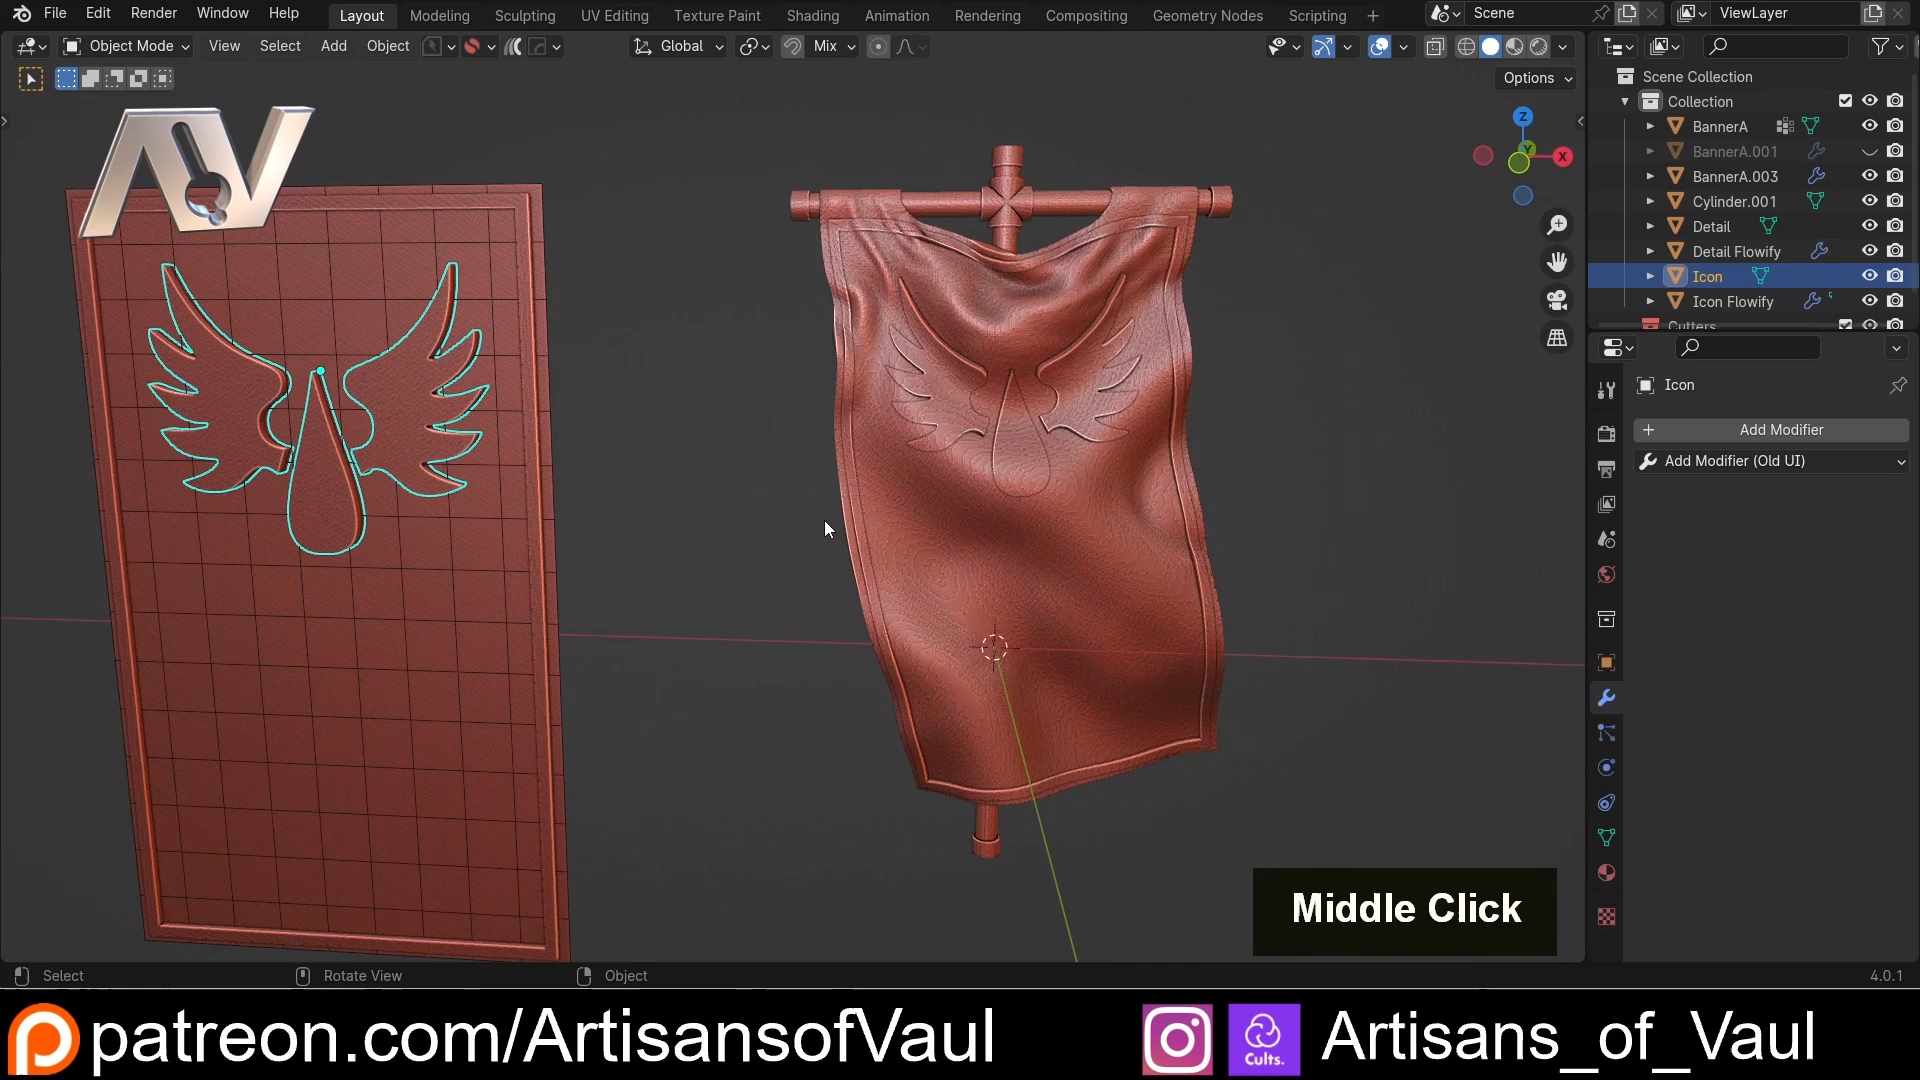 File Edit Render Window Help Layout Modeling Sculpting UV Editing Texture Paint Shading Animation Rendering Compositing Geometry Nodes Scripting + Scene ViewLayer
Object Mode View Select Add Object Global Mix
Options
Scene Collection
Collection
BannerA
BannerA.001
BannerA.003
Cylinder.001
Detail
Detail Flowify
Icon
Icon Flowify
Cutters
Z
Y
X
AV
Icon
Add Modifier
Add Modifier (Old UI)
Middle Click
Select Rotate View Object 4.0.1
patreon.com/ArtisansofVaul
Cults.
Artisans_of_Vaul